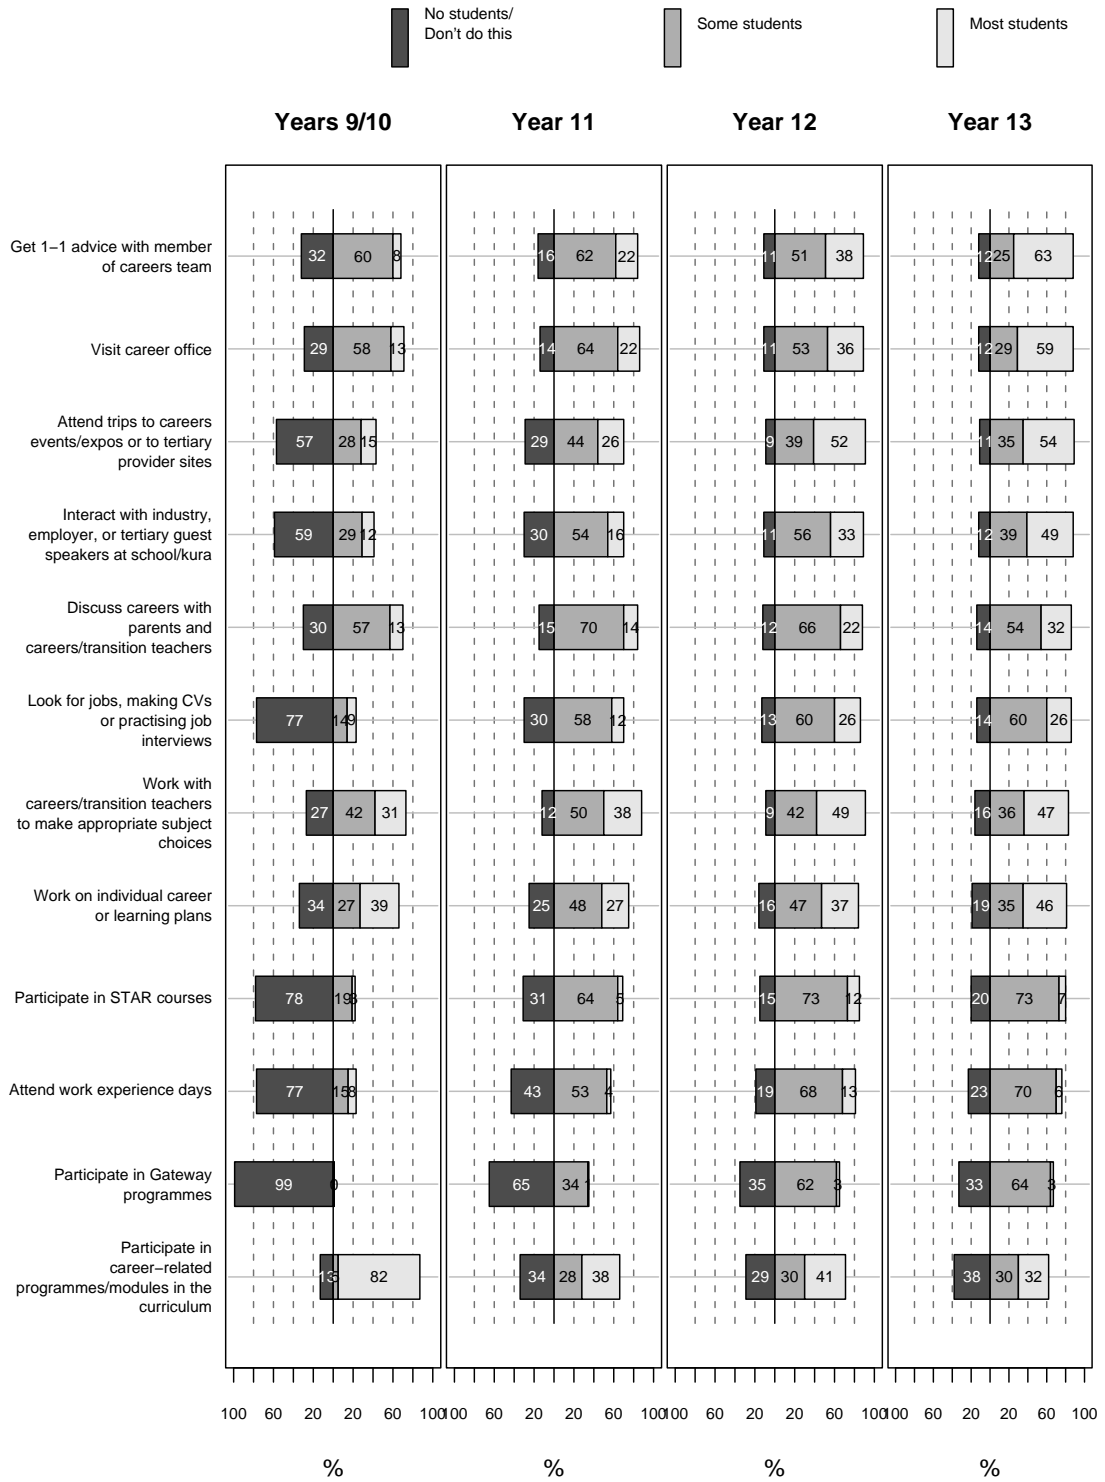 No students/
Don't do this
Some students
Most students
Years 9/10
Year 11
Year 12
Year 13
Get 1−1 advice with member
of careers team
32 60 8 16 62 22 11 51 38 12 25 63
Visit career office
29 58 13 14 64 22 11 53 36 12 29 59
Attend trips to careers
events/expos or to tertiary
provider sites
57 28 15 29 44 26 9 39 52 11 35 54
Interact with industry,
employer, or tertiary guest
speakers at school/kura
59 29 12 30 54 16 11 56 33 12 39 49
Discuss careers with
parents and
careers/transition teachers
30 57 13 15 70 14 12 66 22 14 54 32
Look for jobs, making CVs
or practising job
interviews
77 14 9 30 58 12 13 60 26 14 60 26
Work with
careers/transition teachers
to make appropriate subject
choices
27 42 31 12 50 38 9 42 49 16 36 47
Work on individual career
or learning plans
34 27 39 25 48 27 16 47 37 19 35 46
Participate in STAR courses
78 19 3 31 64 5 15 73 12 20 73 7
Attend work experience days
77 15 8 43 53 4 19 68 13 23 70 6
Participate in Gateway
programmes
99 0 65 34 1 35 62 3 33 64 3
Participate in
career−related
programmes/modules in the
curriculum
13 82 34 28 38 29 30 41 38 30 32
100 60 20 20 60 100 100 60 20 20 60 100 100 60 20 20 60 100 100 60 20 20 60 100
% % % %